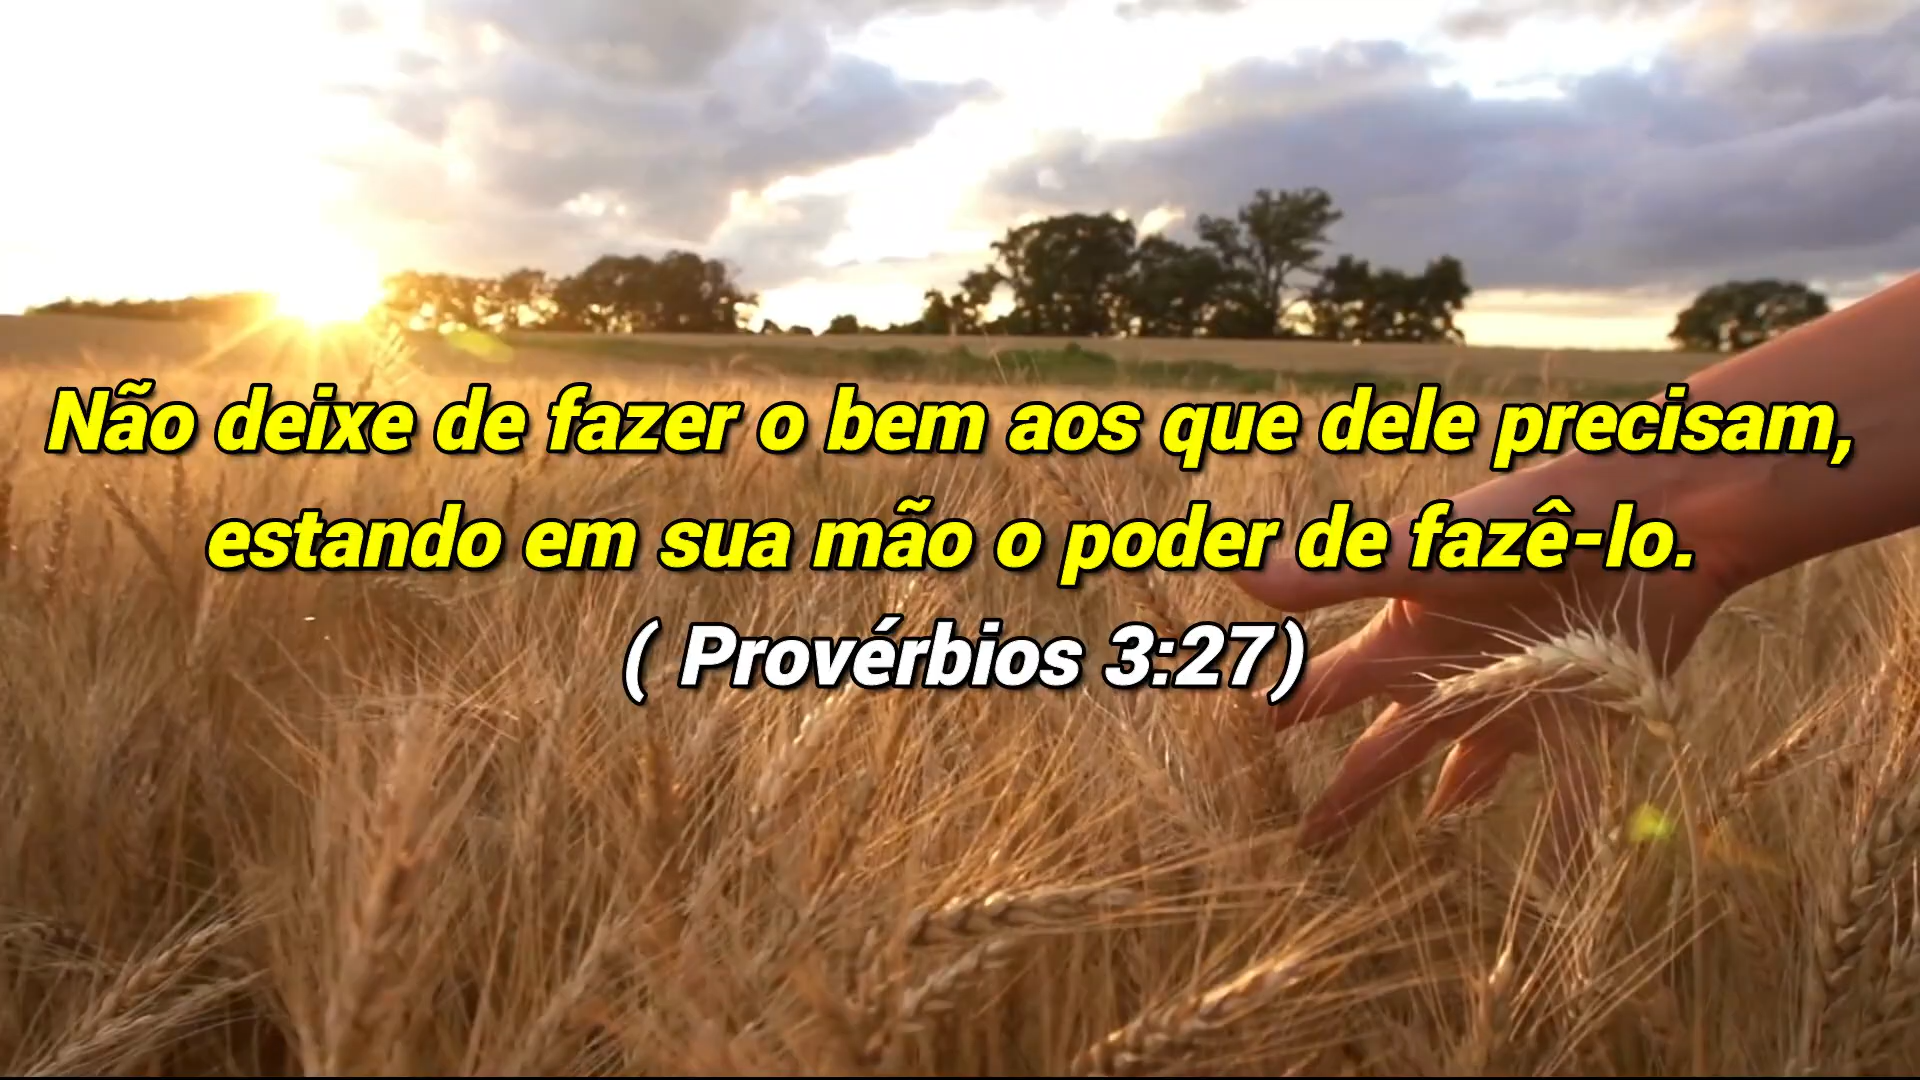 Não deixe de fazer o bem aos que dele precisam,
estando em sua mão o poder de fazê-lo.
( Provérbios 3:27)